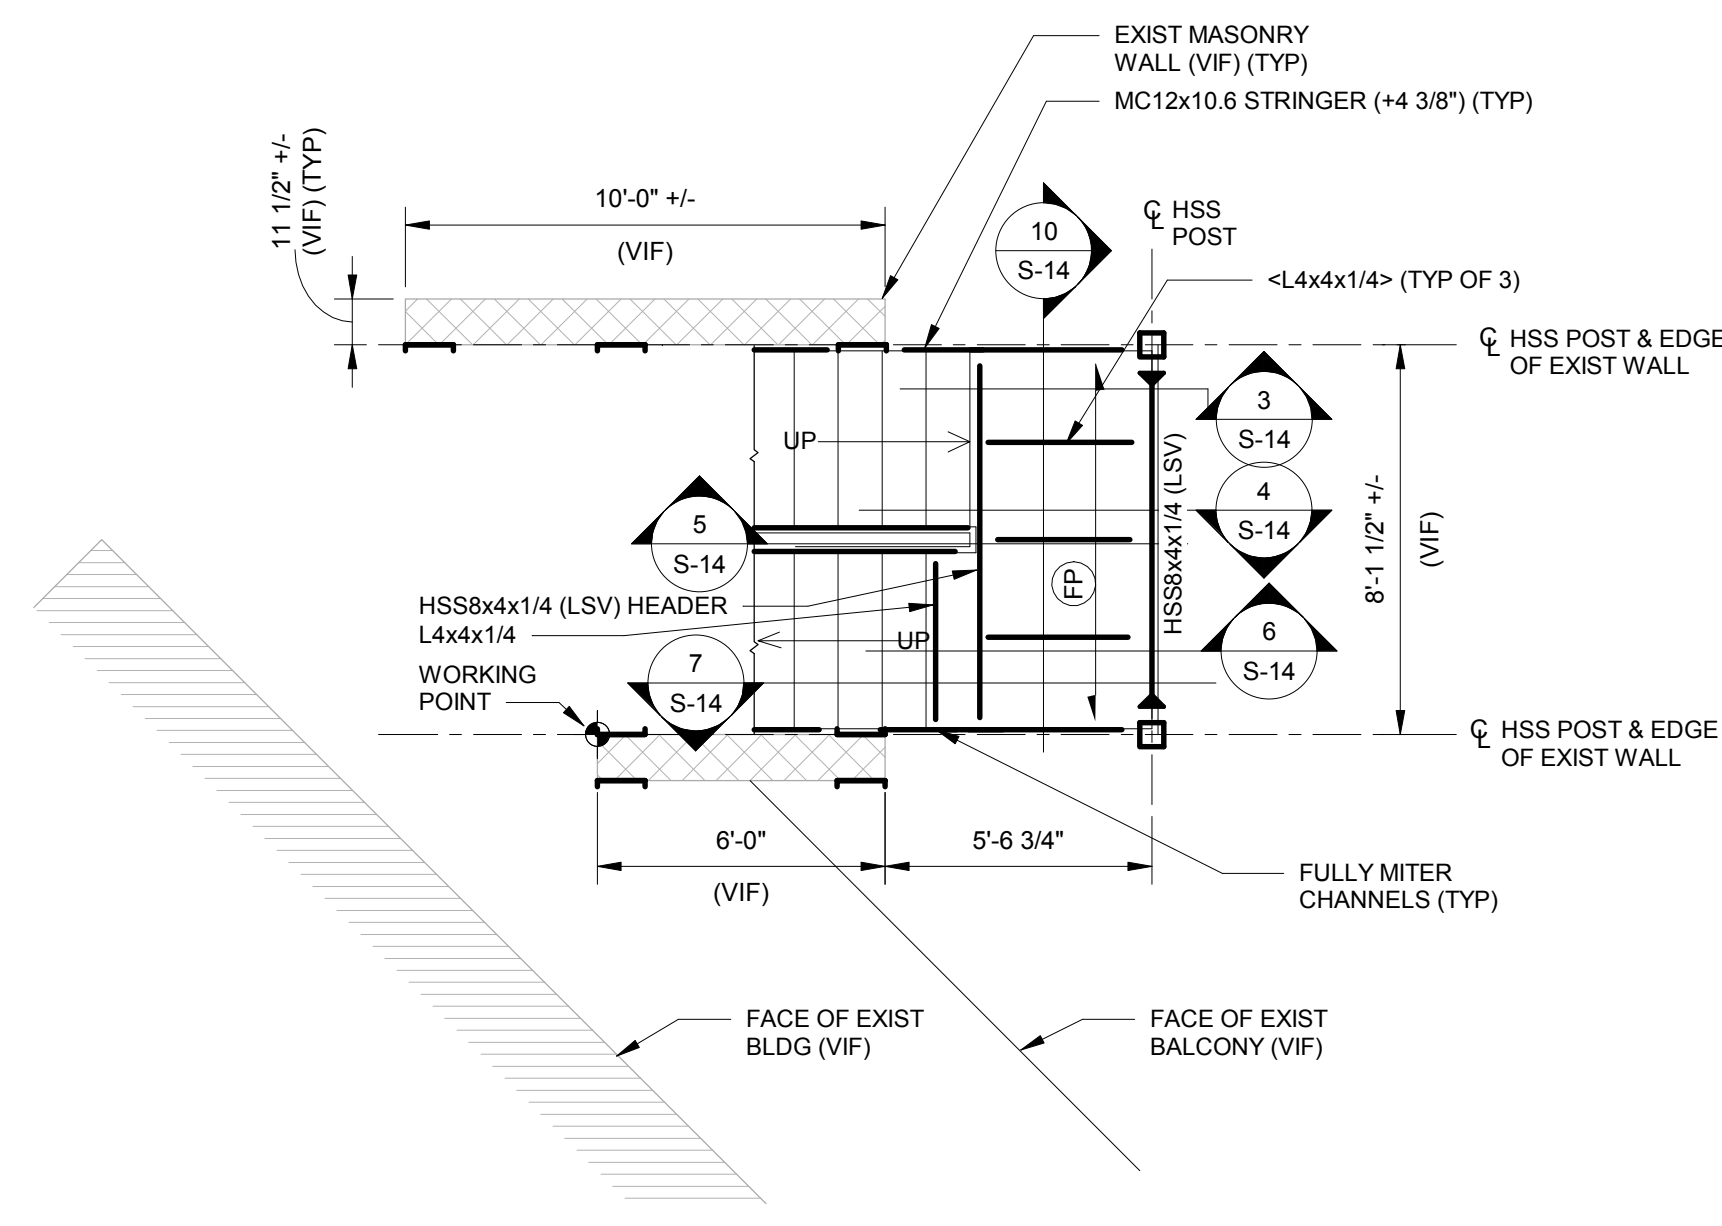 EXIST MASONRY
WALL (VIF) (TYP)
MC12x10.6 STRINGER (+4 3/8") (TYP)
11 1/2" +/-
(VIF) (TYP)
10'-0" +/-
(VIF)
10
S-14
CL HSS
POST
<L4x4x1/4> (TYP OF 3)
CL HSS POST & EDGE
OF EXIST WALL
3
S-14
UP
HSS8x4x1/4 (LSV)
4
S-14
8'-1 1/2" +/-
(VIF)
5
S-14
FP
HSS8x4x1/4 (LSV) HEADER
L4x4x1/4
UP
6
S-14
7
S-14
WORKING
POINT
CL HSS POST & EDGE
OF EXIST WALL
6'-0"
(VIF)
5'-6 3/4"
FULLY MITER
CHANNELS (TYP)
FACE OF EXIST
BLDG (VIF)
FACE OF EXIST
BALCONY (VIF)